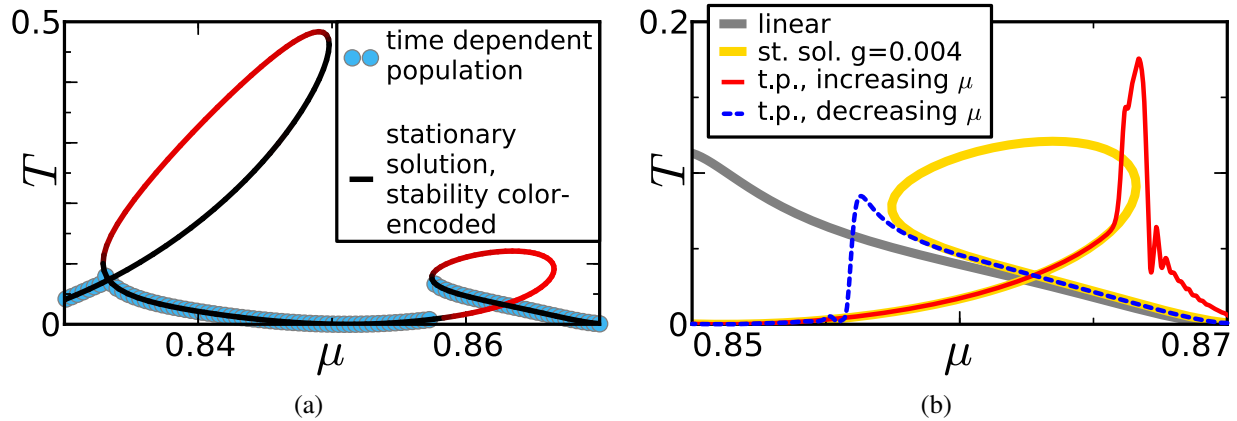 0.5
T
0
0.84
μ
0.86
time dependent
population
stationary
solution,
stability color-
encoded
(a)
0.2
T
0
0.85
μ
0.87
linear
st. sol. g=0.004
t.p., increasing μ
t.p., decreasing μ
(b)